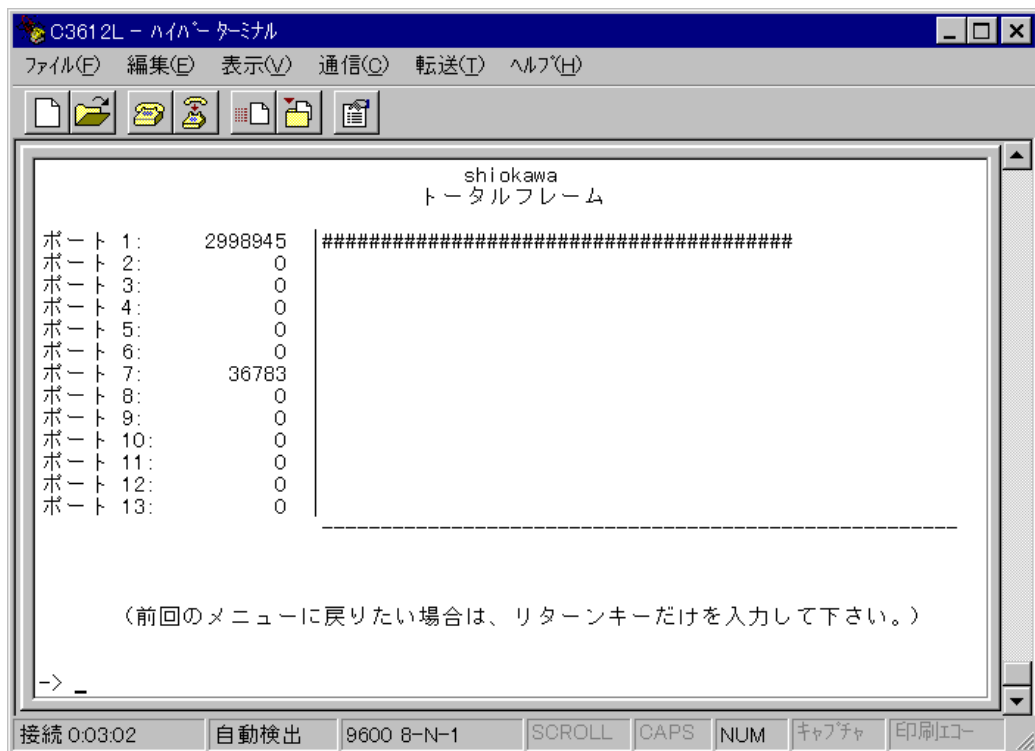 C3612L - ハイパーターミナル
ファイル(F) 編集(E) 表示(V) 通信(C) 転送(T) ヘルプ(H)
shiokawa
トータルフレーム
ポート 1: 2998945 |########################################
ポート 2: 0
ポート 3: 0
ポート 4: 0
ポート 5: 0
ポート 6: 0
ポート 7: 36783
ポート 8: 0
ポート 9: 0
ポート 10: 0
ポート 11: 0
ポート 12: 0
ポート 13: 0
------------------------------------------------------
(前回のメニューに戻りたい場合は、リターンキーだけを入力して下さい。)
-> _
接続 0:03:02 自動検出 9600 8-N-1 SCROLL CAPS NUM キャプチャ 印刷エコー